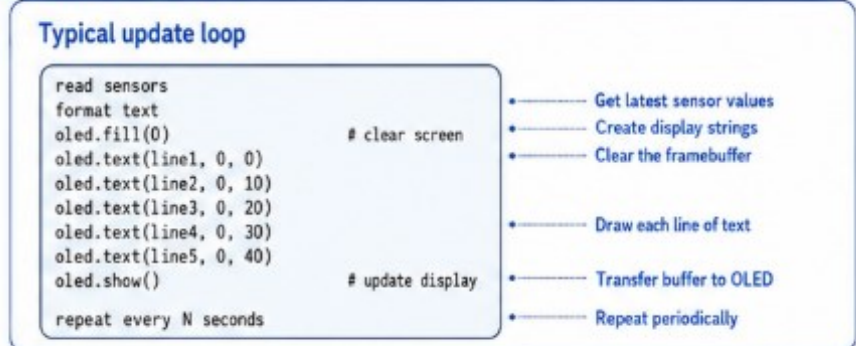 Typical update loop
read sensors
format text
oled.fill(0) # clear screen
oled.text(line1, 0, 0)
oled.text(line2, 0, 10)
oled.text(line3, 0, 20)
oled.text(line4, 0, 30)
oled.text(line5, 0, 40)
oled.show() # update display
repeat every N seconds
Get latest sensor values
Create display strings
Clear the framebuffer
Draw each line of text
Transfer buffer to OLED
Repeat periodically